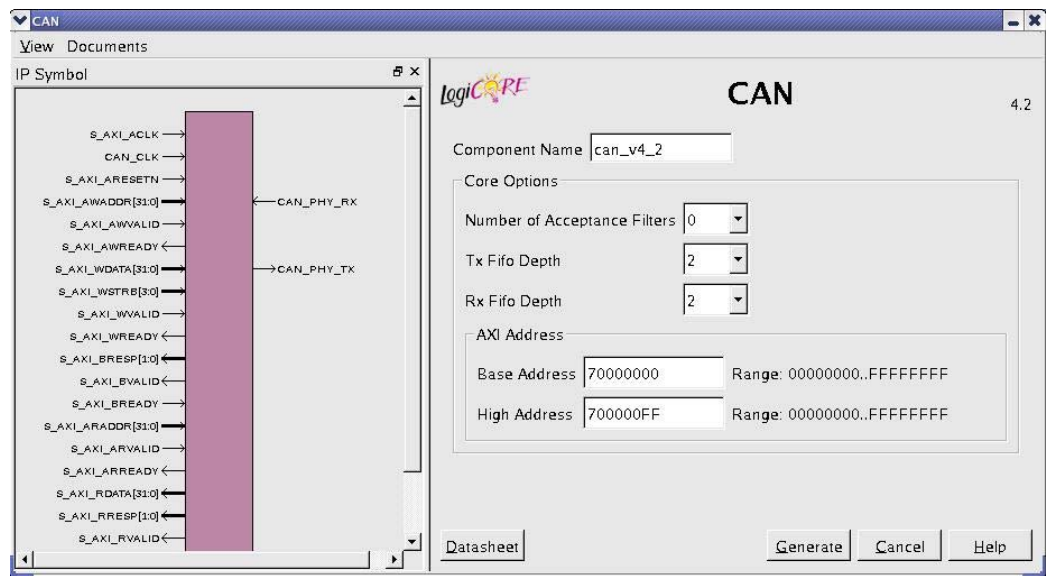 CAN
View Documents
IP Symbol
S_AXI_ACLK
CAN_CLK
S_AXI_ARESETN
S_AXI_AWADDR[31:0]
S_AXI_AWVALID
S_AXI_AWREADY
S_AXI_WDATA[31:0]
S_AXI_WSTRB[3:0]
S_AXI_WVALID
S_AXI_WREADY
S_AXI_BRESP[1:0]
S_AXI_BVALID
S_AXI_BREADY
S_AXI_ARADDR[31:0]
S_AXI_ARVALID
S_AXI_ARREADY
S_AXI_RDATA[31:0]
S_AXI_RRESP[1:0]
S_AXI_RVALID
CAN_PHY_RX
CAN_PHY_TX
LogiCORE
CAN
4.2
Component Name can_v4_2
Core Options
Number of Acceptance Filters 0
Tx Fifo Depth 2
Rx Fifo Depth 2
AXI Address
Base Address 70000000 Range: 00000000..FFFFFFFF
High Address 700000FF Range: 00000000..FFFFFFFF
Datasheet Generate Cancel Help